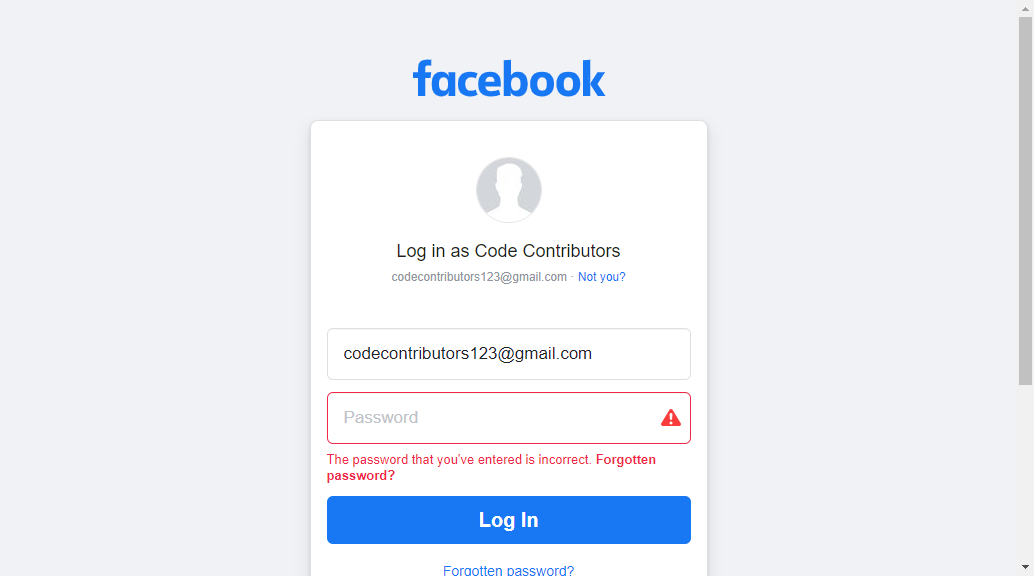 facebook
Log in as Code Contributors
codecontributors123@gmail.com · Not you?
codecontributors123@gmail.com
Password
The password that you've entered is incorrect. Forgotten
password?
Log In
Forgotten password?